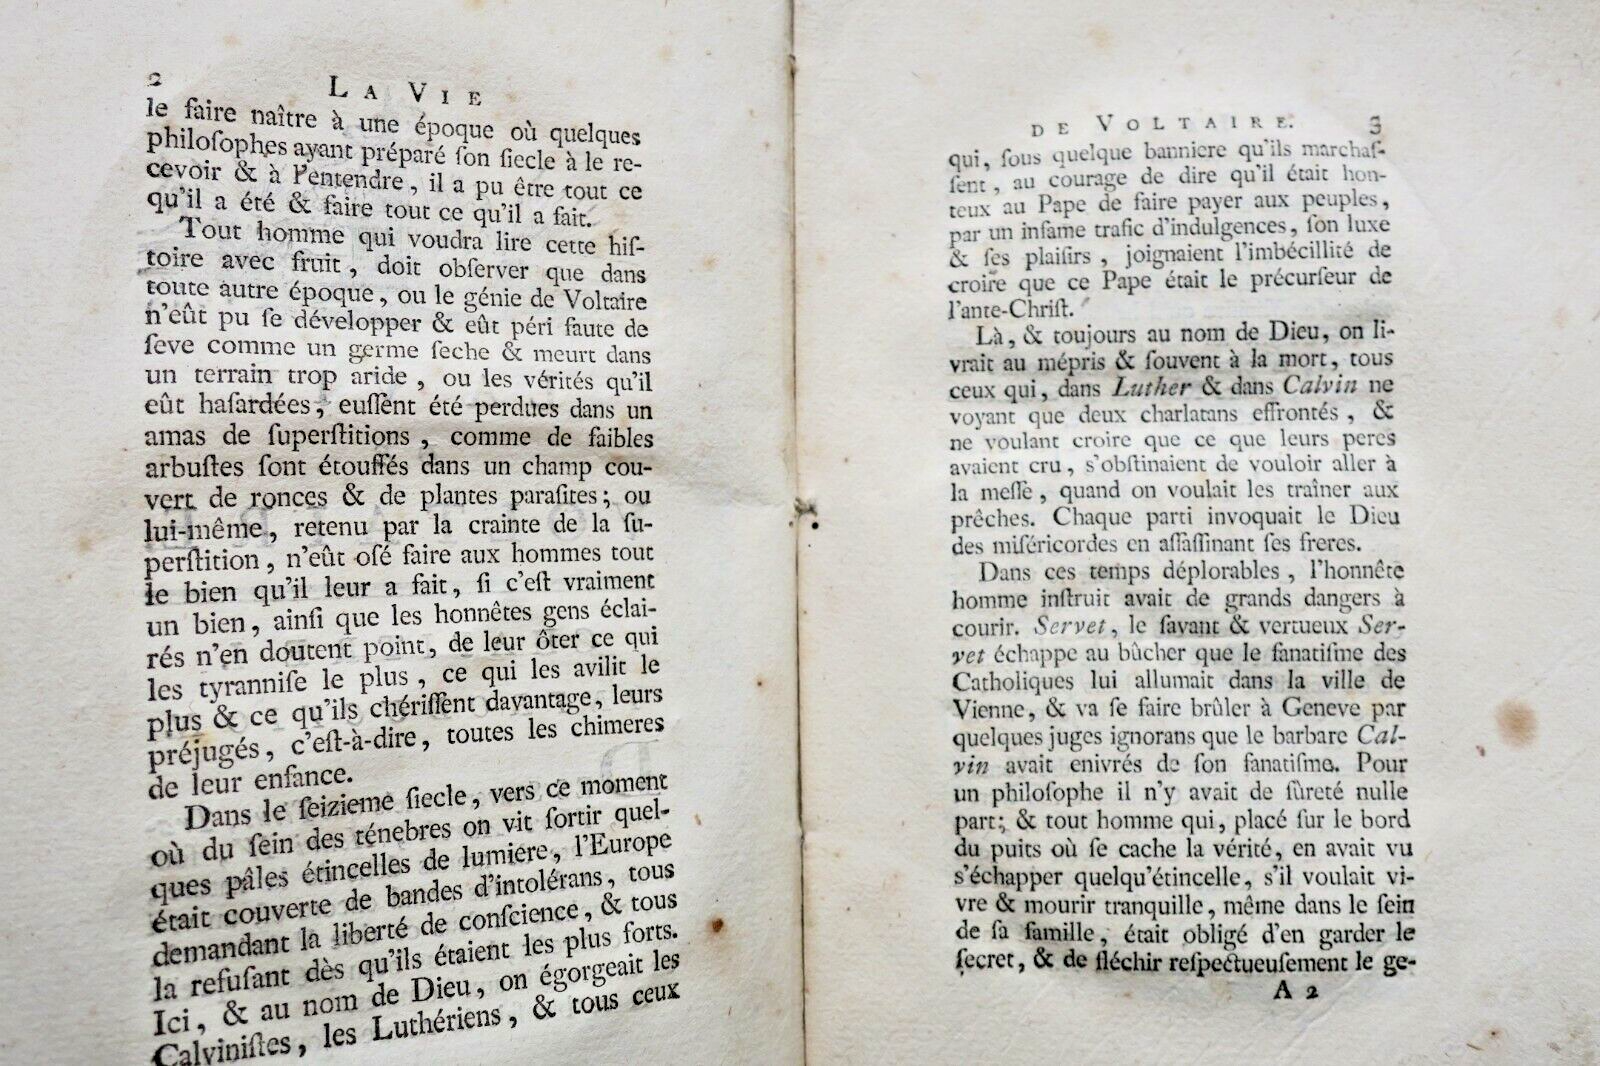 2 LA VIE
le faire naître à une époque où quelques
philoſophes ayant préparé ſon ſiecle à le re-
cevoir & à l'entendre, il a pu être tout ce
qu'il a été & faire tout ce qu'il a fait.
Tout homme qui voudra lire cette hiſ-
toire avec fruit, doit obſerver que dans
toute autre époque, ou le génie de Voltaire
n'eût pu ſe développer & eût péri faute de
ſeve comme un germe ſeche & meurt dans
un terrain trop aride, ou les vérités qu'il
eût haſardées, euſſent été perdues dans un
amas de ſuperſtitions, comme de faibles
arbuſtes ſont étouffés dans un champ cou-
vert de ronces & de plantes paraſites; ou
lui-même, retenu par la crainte de la ſu-
perſtition, n'eût oſé faire aux hommes tout
le bien qu'il leur a fait, ſi c'eſt vraiment
un bien, ainſi que les honnêtes gens éclai-
rés n'en doutent point, de leur ôter ce qui
les tyranniſe le plus, ce qui les avilit le
plus & ce qu'ils chériſſent davantage, leurs
préjugés, c'eſt-à-dire, toutes les chimeres
de leur enfance.
Dans le ſeizieme ſiecle, vers ce moment
où du ſein des ténebres on vit ſortir quel-
ques pâles étincelles de lumiere, l'Europe
était couverte de bandes d'intolérans, tous
demandant la liberté de conſcience, & tous
la refuſant dès qu'ils étaient les plus forts.
Ici, & au nom de Dieu, on égorgeait les
Calviniſtes, les Luthériens, & tous ceux
DE VOLTAIRE. 3
qui, ſous quelque banniere qu'ils marchaſ-
ſent, au courage de dire qu'il était hon-
teux au Pape de faire payer aux peuples,
par un infame trafic d'indulgences, ſon luxe
& ſes plaiſirs, joignaient l'imbécillité de
croire que ce Pape était le précurſeur de
l'ante-Chriſt.
Là, & toujours au nom de Dieu, on li-
vrait au mépris & ſouvent à la mort, tous
ceux qui, dans Luther & dans Calvin ne
voyant que deux charlatans effrontés, &
ne voulant croire que ce que leurs peres
avaient cru, s'obſtinaient de vouloir aller à
la meſſe, quand on voulait les traîner aux
prêches. Chaque parti invoquait le Dieu
des miſéricordes en aſſaſſinant ſes freres.
Dans ces temps déplorables, l'honnête
homme inſtruit avait de grands dangers à
courir. Servet, le ſavant & vertueux Ser-
vet échappe au bûcher que le fanatiſme des
Catholiques lui allumait dans la ville de
Vienne, & va ſe faire brûler à Geneve par
quelques juges ignorans que le barbare Cal-
vin avait enivrés de ſon fanatiſme. Pour
un philoſophe il n'y avait de ſûreté nulle
part; & tout homme qui, placé ſur le bord
du puits où ſe cache la vérité, en avait vu
s'échapper quelqu'étincelle, s'il voulait vi-
vre & mourir tranquille, même dans le ſein
de ſa famille, était obligé d'en garder le
ſecret, & de fléchir reſpectueuſement le ge-
A 2